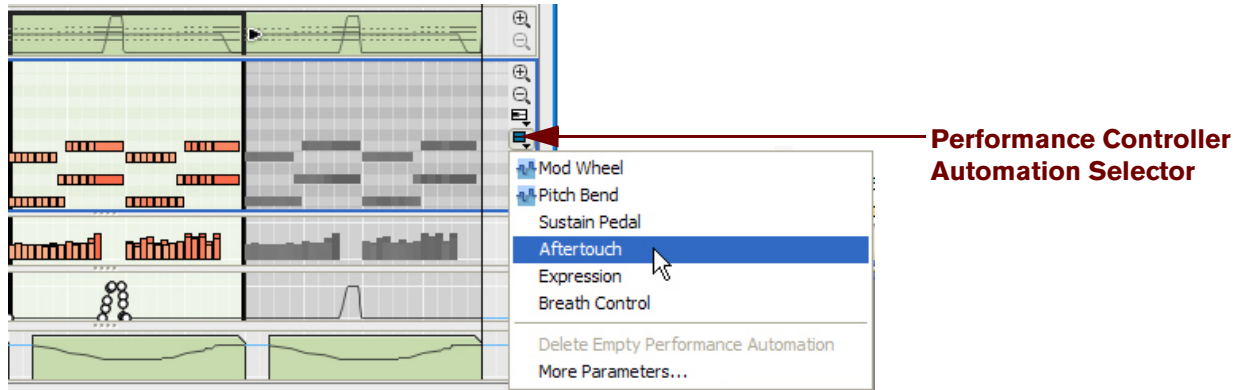 Performance Controller
Automation Selector
Mod Wheel
Pitch Bend
Sustain Pedal
Aftertouch
Expression
Breath Control
Delete Empty Performance Automation
More Parameters...